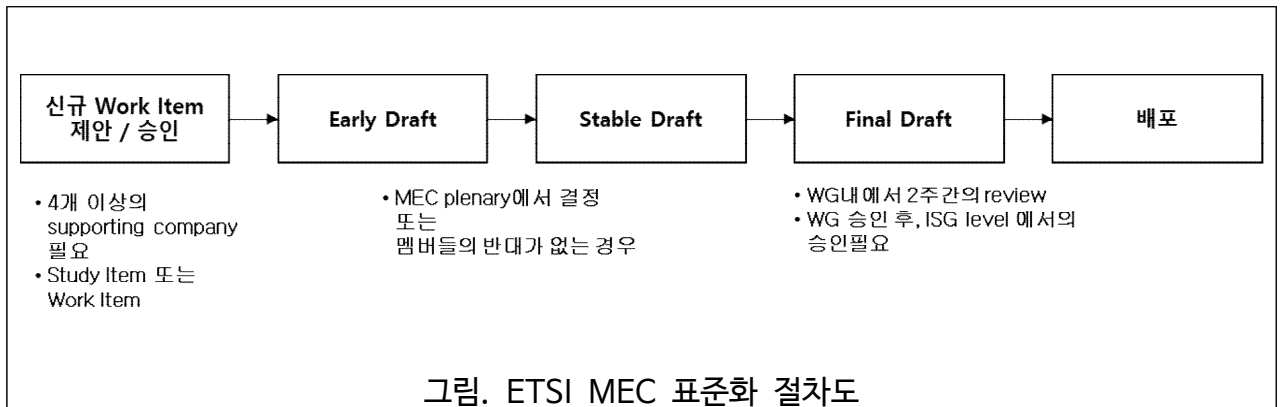 신규 Work Item
제안 / 승인
Early Draft
Stable Draft
Final Draft
배포
• 4개 이상의
supporting company
필요
• Study Item 또는
Work Item
• MEC plenary에서 결정
또는
멤버들의 반대가 없는 경우
• WG내에서 2주간의 review
• WG 승인 후, ISG level 에서의
승인필요
그림. ETSI MEC 표준화 절차도